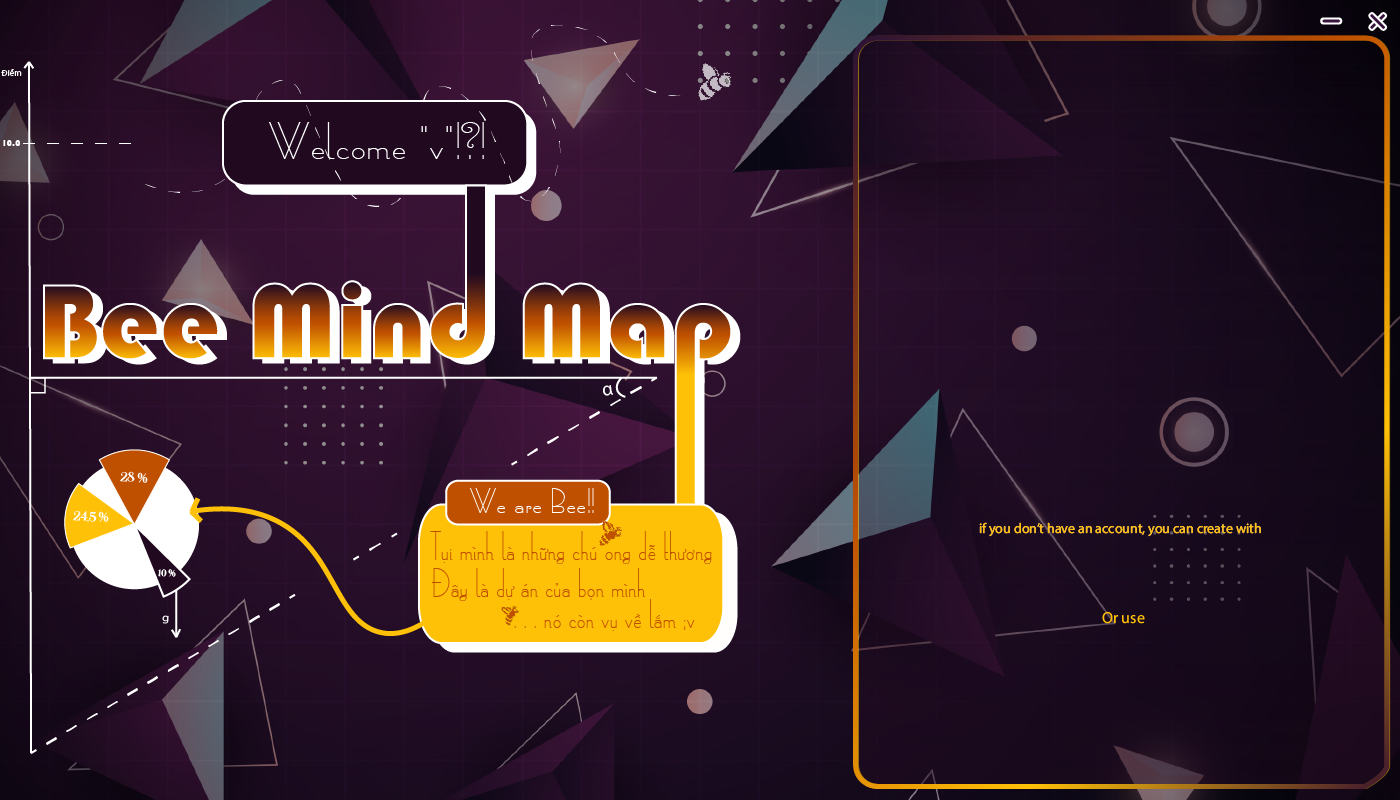 Điểm
10.0
Welcome "v"!?!
...
Bee Mind Map
α
28 %
24.5 %
10 %
g
We are Bee!!
Tụi mình là những chú ong dễ thương
Đây là dự án của bọn mình
. . . nó còn vụ về lắm ;v
if you don't have an account, you can create with
Or use